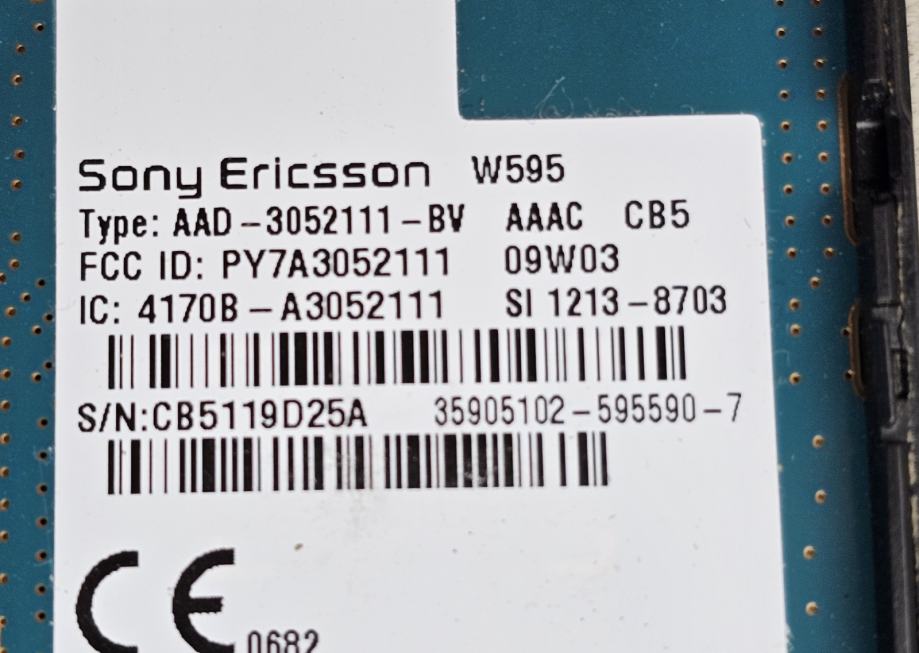 Sony Ericsson W595
Type: AAD-3052111-BV AAAC CB5
FCC ID: PY7A3052111 09W03
IC: 4170B-A3052111 SI 1213-8703
S/N:CB5119D25A 35905102-595590-7
CE 0682